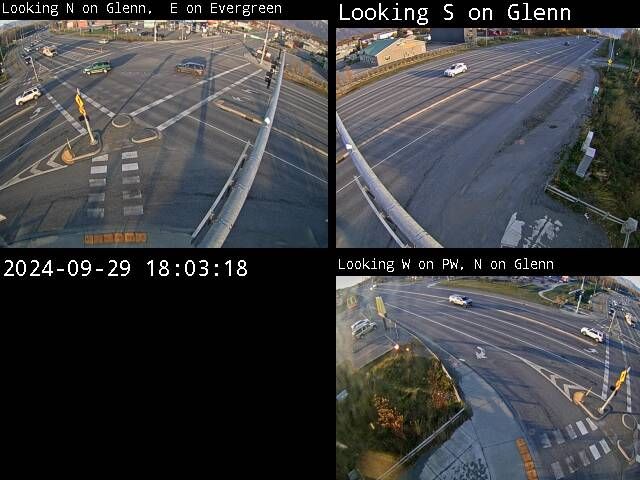 Looking N on Glenn,  E on Evergreen
Looking S on Glenn
2024-09-29 18:03:18
Looking W on PW, N on Glenn